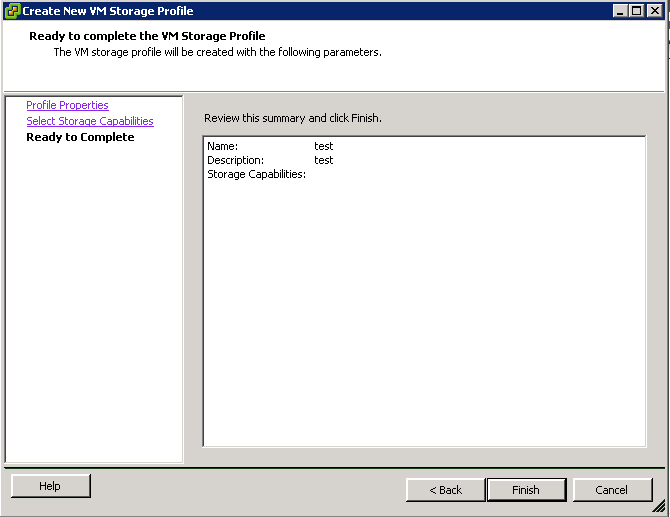 Create New VM Storage Profile
Ready to complete the VM Storage Profile
The VM storage profile will be created with the following parameters.
Profile Properties
Select Storage Capabilities
Ready to Complete
Review this summary and click Finish.
Name: test
Description: test
Storage Capabilities:
Help
< Back
Finish
Cancel